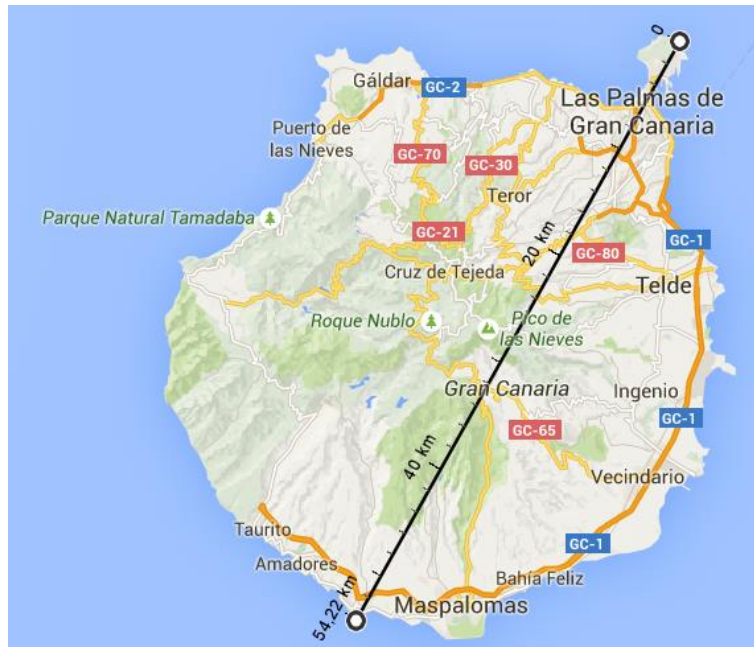 0
Gáldar
GC-2
Las Palmas de
Gran Canaria
Puerto de
las Nieves
GC-70
GC-30
Teror
Parque Natural Tamadaba
GC-21
20 km
GC-80
GC-1
Cruz de Tejeda
Telde
Roque Nublo
Pico de
las Nieves
Gran Canaria
Ingenio
GC-1
GC-65
40 km
Vecindario
Taurito
GC-1
Amadores
Bahía Feliz
54,22 km
Maspalomas